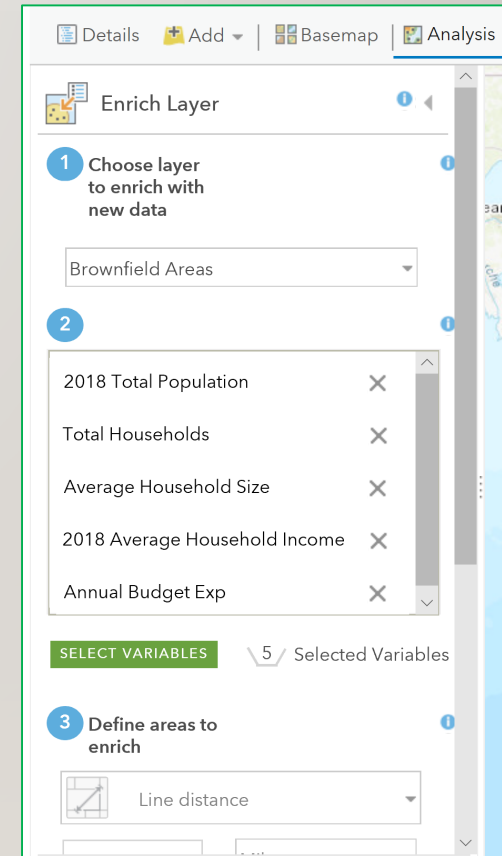 Details Add Basemap Analysis
Enrich Layer
1 Choose layer
to enrich with
new data
Brownfield Areas
2
2018 Total Population
Total Households
Average Household Size
2018 Average Household Income
Annual Budget Exp
SELECT VARIABLES 5 Selected Variables
3 Define areas to
enrich
Line distance